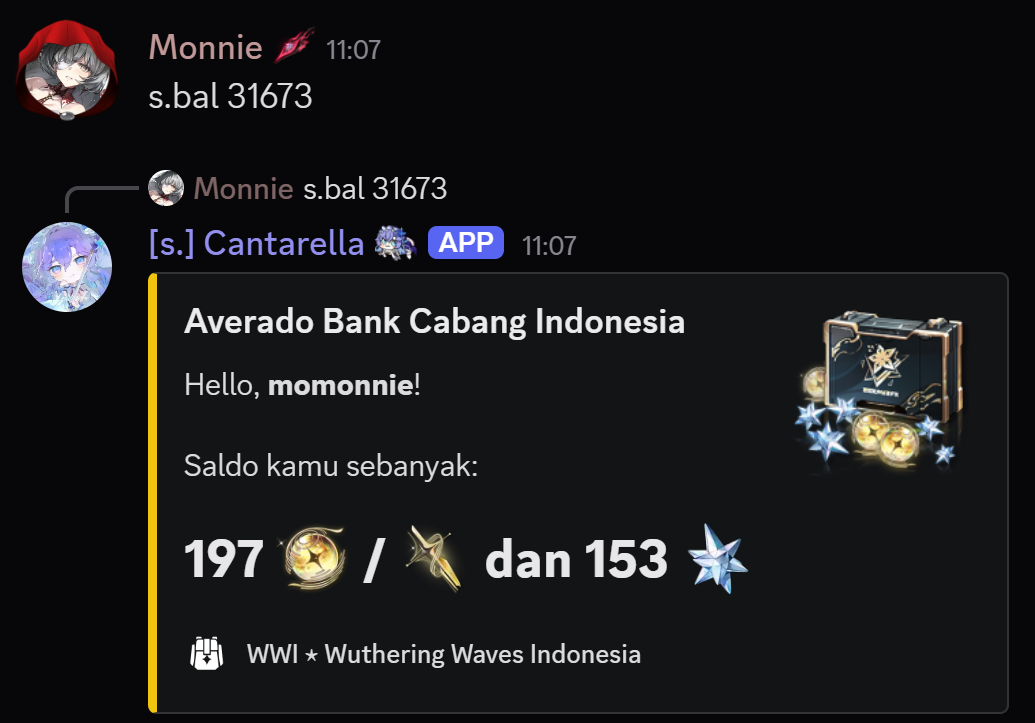 Monnie 11:07
s.bal 31673
Monnie s.bal 31673
[s.] Cantarella APP 11:07
Averado Bank Cabang Indonesia
Hello, momonnie!
Saldo kamu sebanyak:
197 / dan 153
WWI ⋆ Wuthering Waves Indonesia